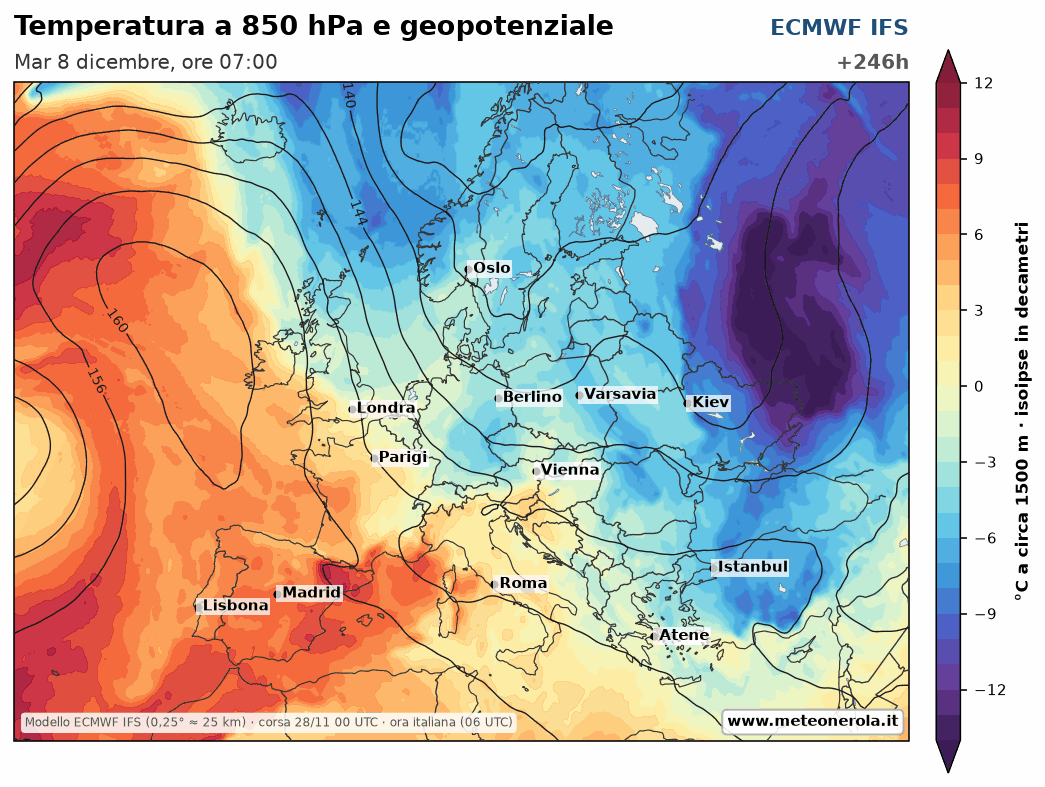 Temperatura a 850 hPa e geopotenziale
ECMWF IFS
Mar 8 dicembre, ore 07:00
+246h
140
144
160
156
Oslo
Berlino
Varsavia
Kiev
Londra
Parigi
Vienna
Istanbul
Roma
Madrid
Lisbona
Atene
Modello ECMWF IFS (0,25° ≈ 25 km) · corsa 28/11 00 UTC · ora italiana (06 UTC)
www.meteonerola.it
12
9
6
3
0
−3
−6
−9
−12
°C a circa 1500 m · isoipse in decametri